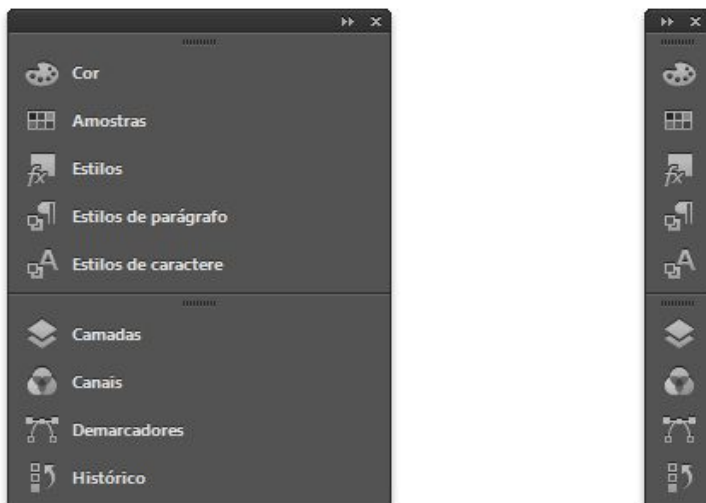 Cor
Amostras
Estilos
Estilos de parágrafo
Estilos de caractere
Camadas
Canais
Demarcadores
Histórico